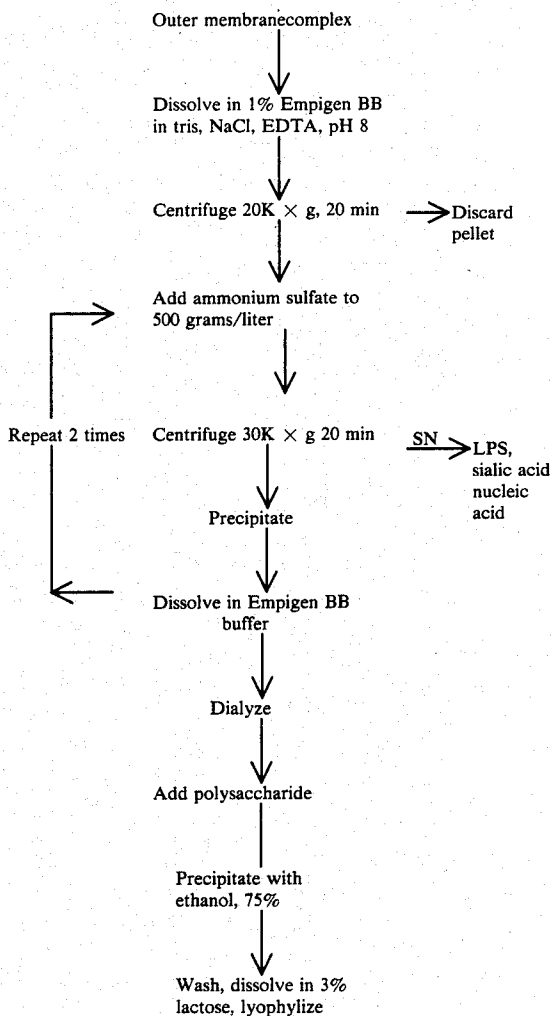 Outer membranecomplex
Dissolve in 1% Empigen BB
in tris, NaCl, EDTA, pH 8
Centrifuge 20K × g, 20 min
Discard
pellet
Add ammonium sulfate to
500 grams/liter
Repeat 2 times
Centrifuge 30K × g 20 min
SN
LPS,
sialic acid
nucleic
acid
Precipitate
Dissolve in Empigen BB
buffer
Dialyze
Add polysaccharide
Precipitate with
ethanol, 75%
Wash, dissolve in 3%
lactose, lyophylize